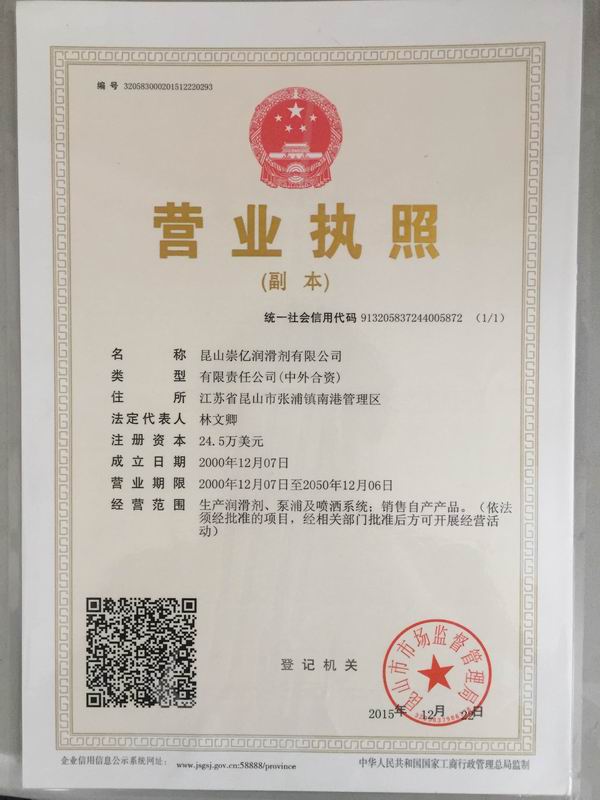 编 号 320583000201512220293
营业执照
(副 本)
统一社会信用代码 913205837244005872 (1/1)
名 称 昆山崇亿润滑剂有限公司
类 型 有限责任公司(中外合资)
住 所 江苏省昆山市张浦镇南港管理区
法定代表人 林文卿
注册资本 24.5万美元
成立日期 2000年12月07日
营业期限 2000年12月07日至2050年12月06日
经营范围 生产润滑剂、泵浦及喷洒系统；销售自产产品。（依法
须经批准的项目，经相关部门批准后方可开展经营活
动）
登记机关
昆山市市场监督管理局
2015年 12月 22日
企业信用信息公示系统网址： www.jsgsj.gov.cn:58888/province
中华人民共和国国家工商行政管理总局监制